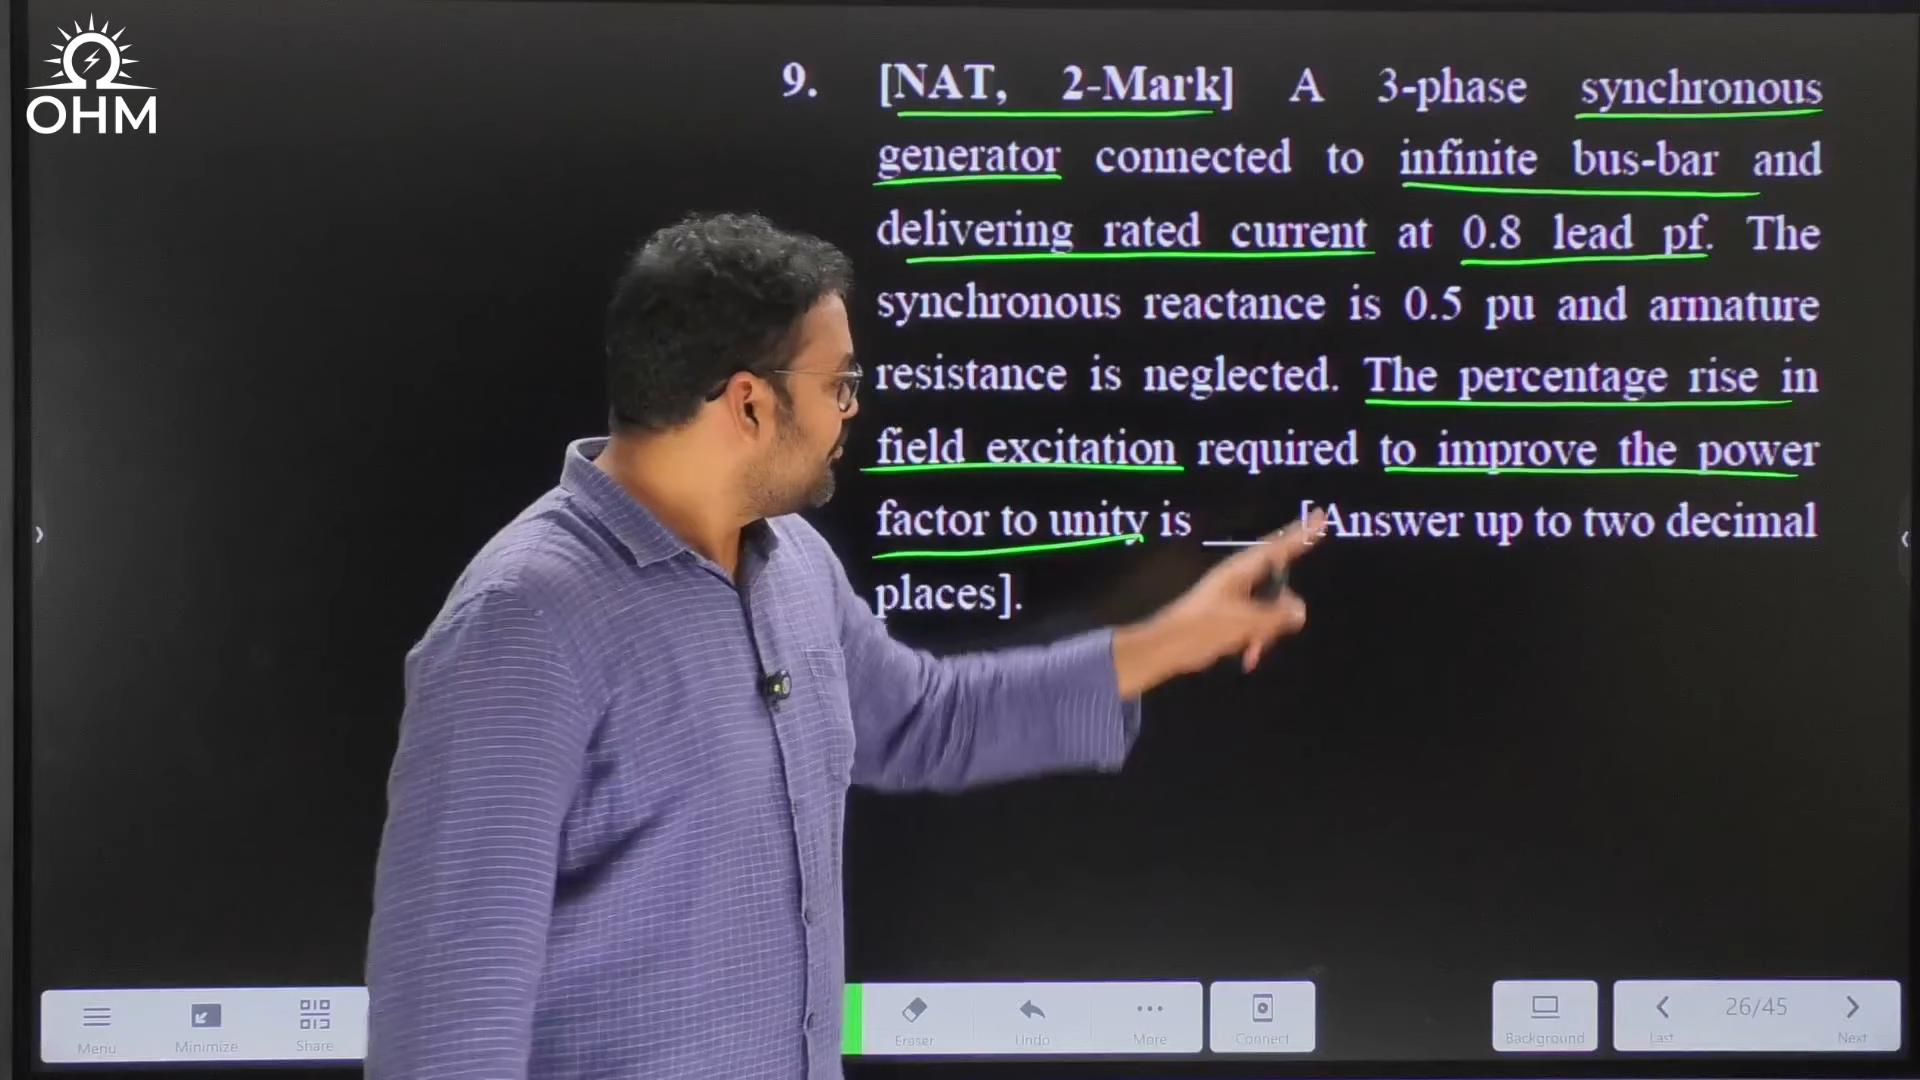 OHM
9. [NAT, 2-Mark] A 3-phase synchronous
generator connected to infinite bus-bar and
delivering rated current at 0.8 lead pf. The
synchronous reactance is 0.5 pu and armature
resistance is neglected. The percentage rise in
field excitation required to improve the power
factor to unity is ____. [Answer up to two decimal
places].
Menu Minimize Share Eraser Undo More Connect Background Last 26/45 Next